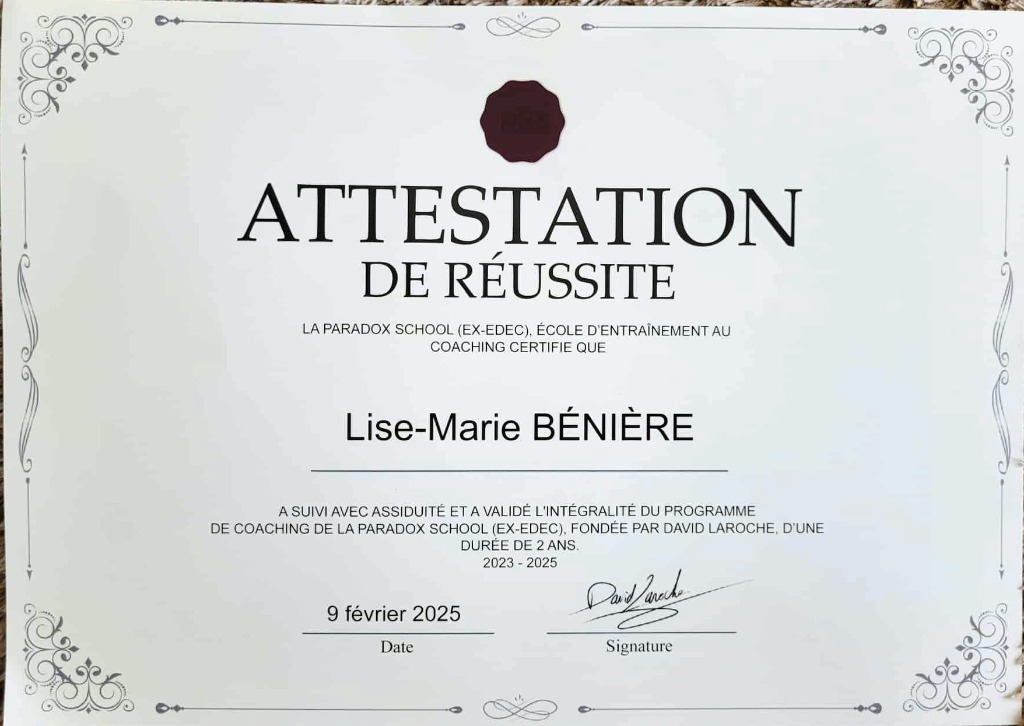 ATTESTATION
DE RÉUSSITE
LA PARADOX SCHOOL (EX-EDEC), ÉCOLE D'ENTRAÎNEMENT AU
COACHING CERTIFIE QUE
Lise-Marie BÉNIÈRE
A SUIVI AVEC ASSIDUITÉ ET A VALIDÉ L'INTÉGRALITÉ DU PROGRAMME
DE COACHING DE LA PARADOX SCHOOL (EX-EDEC), FONDÉE PAR DAVID LAROCHE, D'UNE
DURÉE DE 2 ANS.
2023 - 2025
David Laroche
9 février 2025
Date
Signature